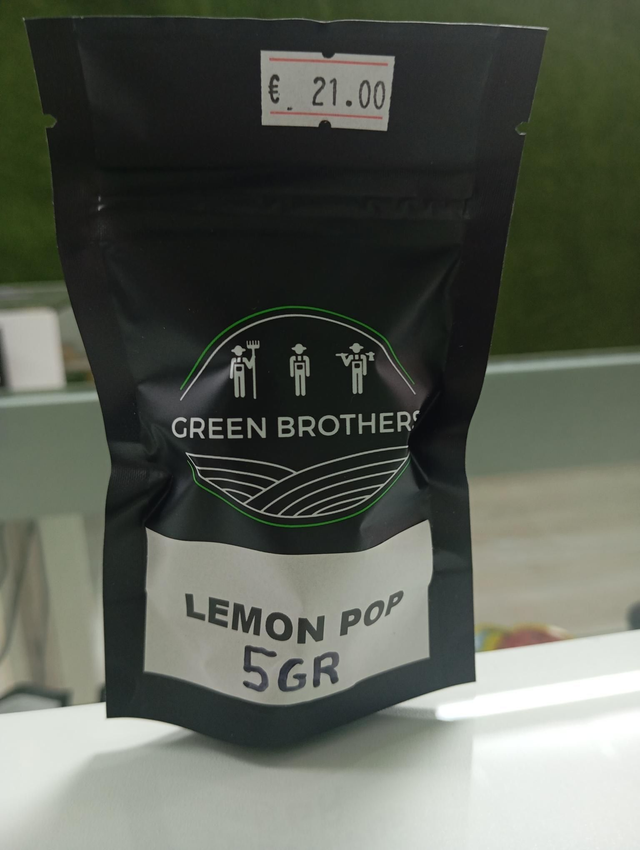 € 21.00
GREEN BROTHERS
LEMON POP
5GR